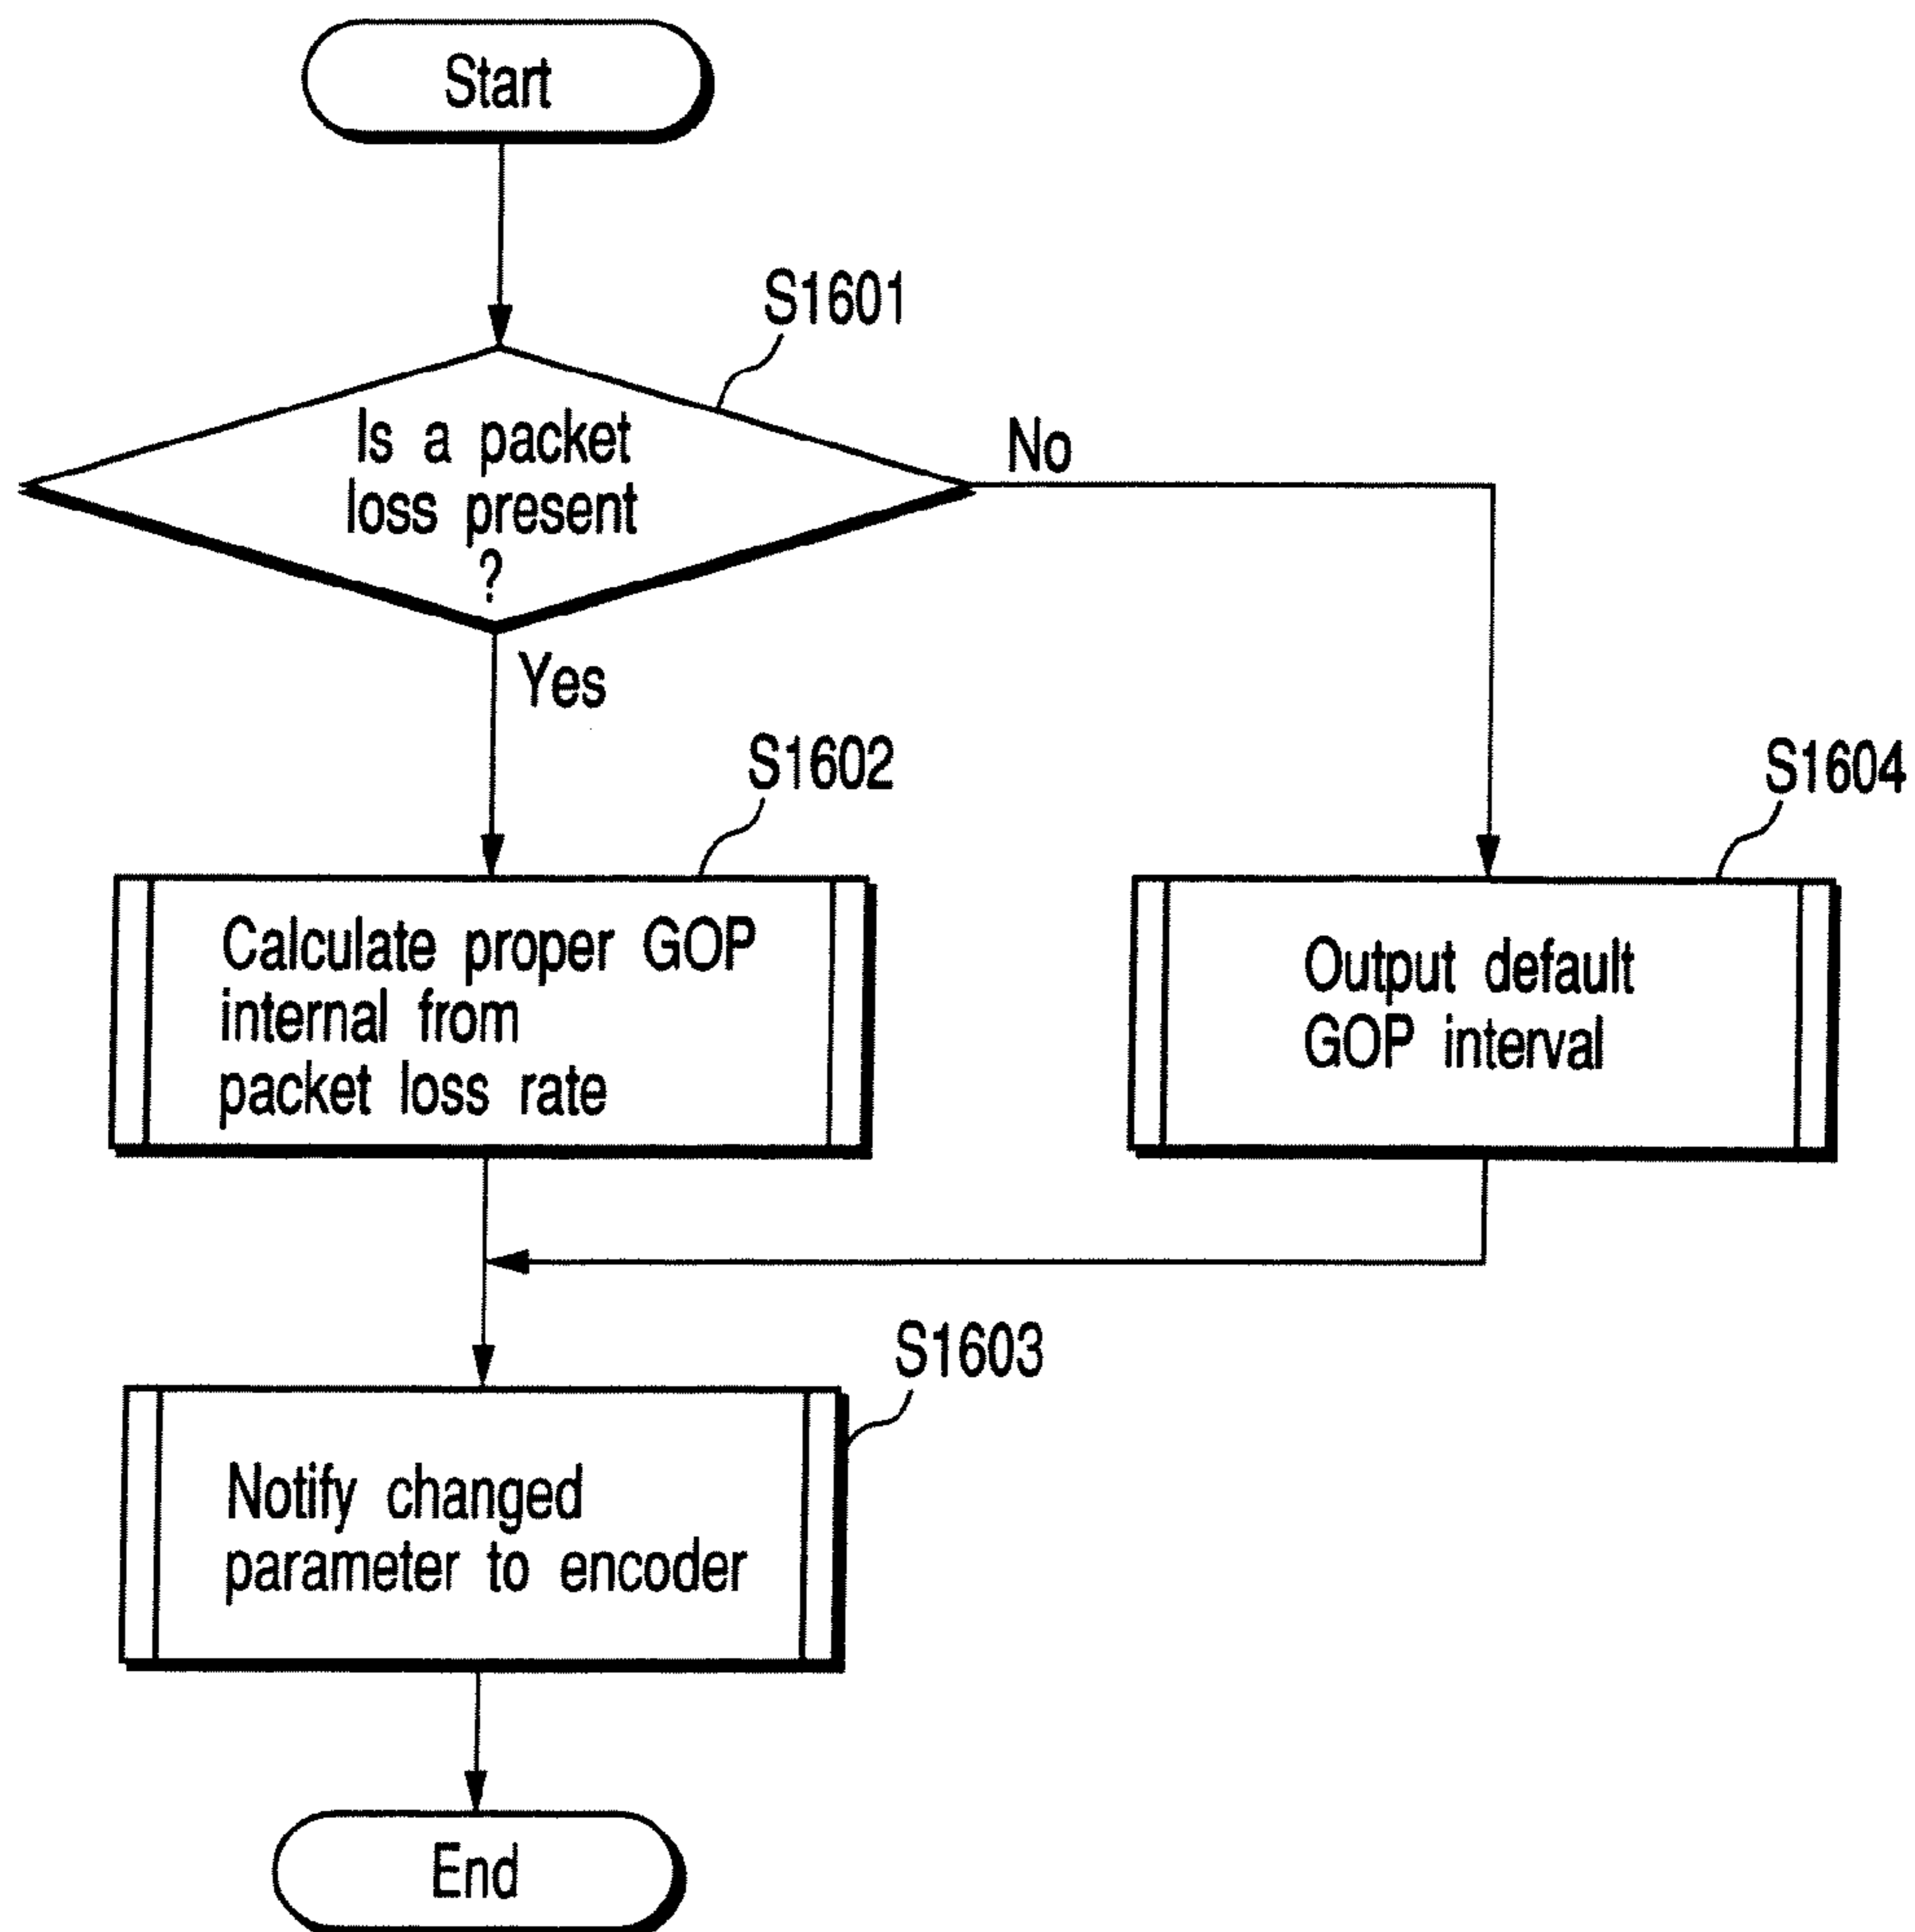 Start
S1601
Is a packet
loss present
?
No
Yes
S1602
S1604
Calculate proper GOP
internal from
packet loss rate
Output default
GOP interval
S1603
Notify changed
parameter to encoder
End